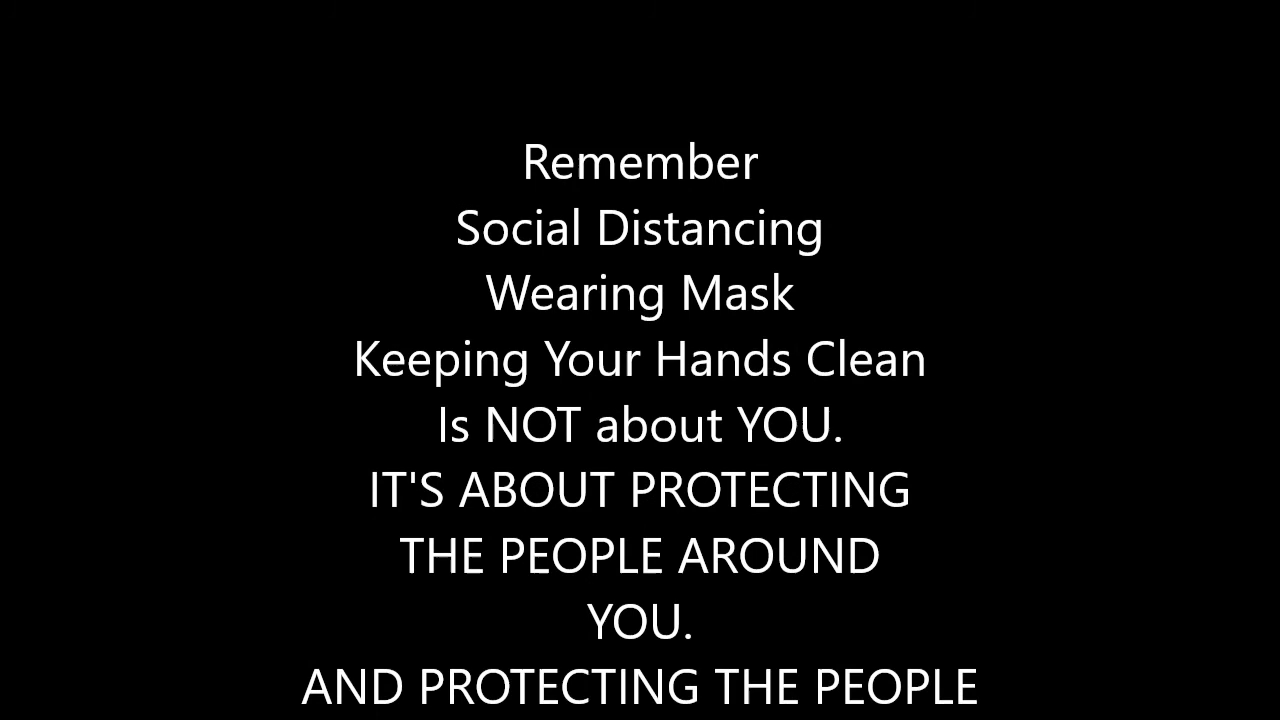 Remember
Social Distancing
Wearing Mask
Keeping Your Hands Clean
Is NOT about YOU.
IT'S ABOUT PROTECTING
THE PEOPLE AROUND
YOU.
AND PROTECTING THE PEOPLE